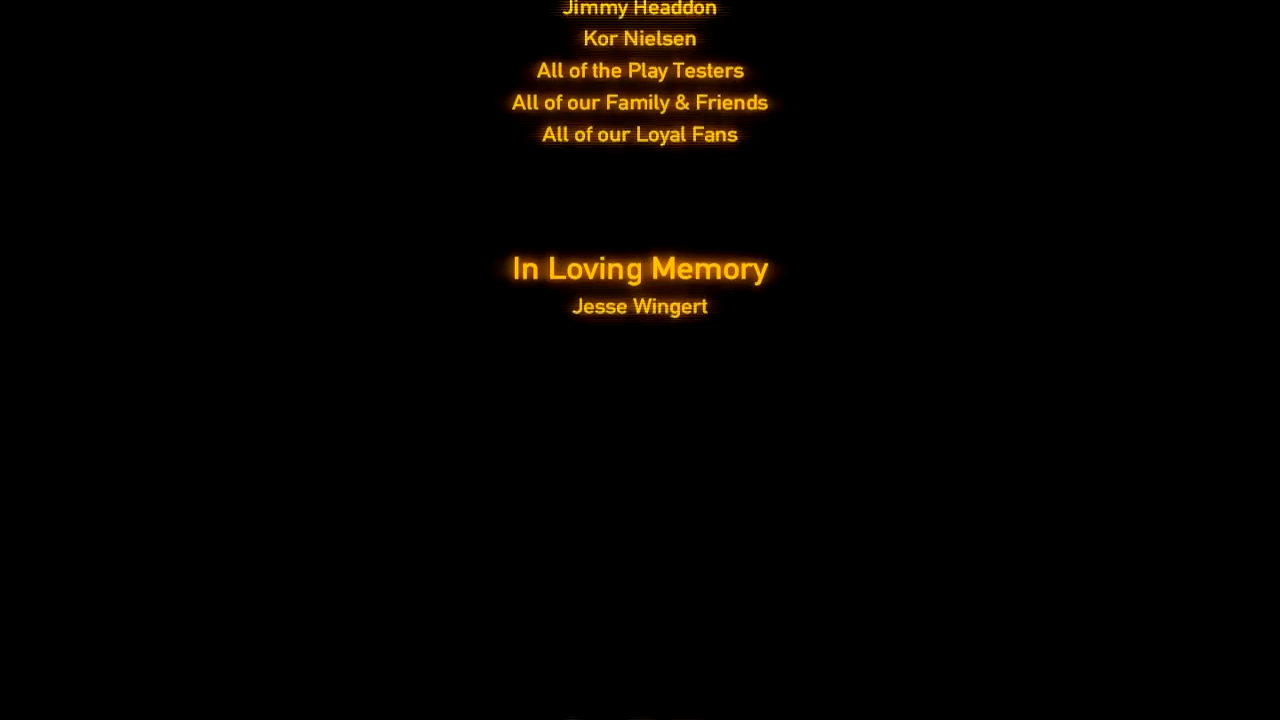 Jimmy Headdon
Kor Nielsen
All of the Play Testers
All of our Family & Friends
All of our Loyal Fans
In Loving Memory
Jesse Wingert